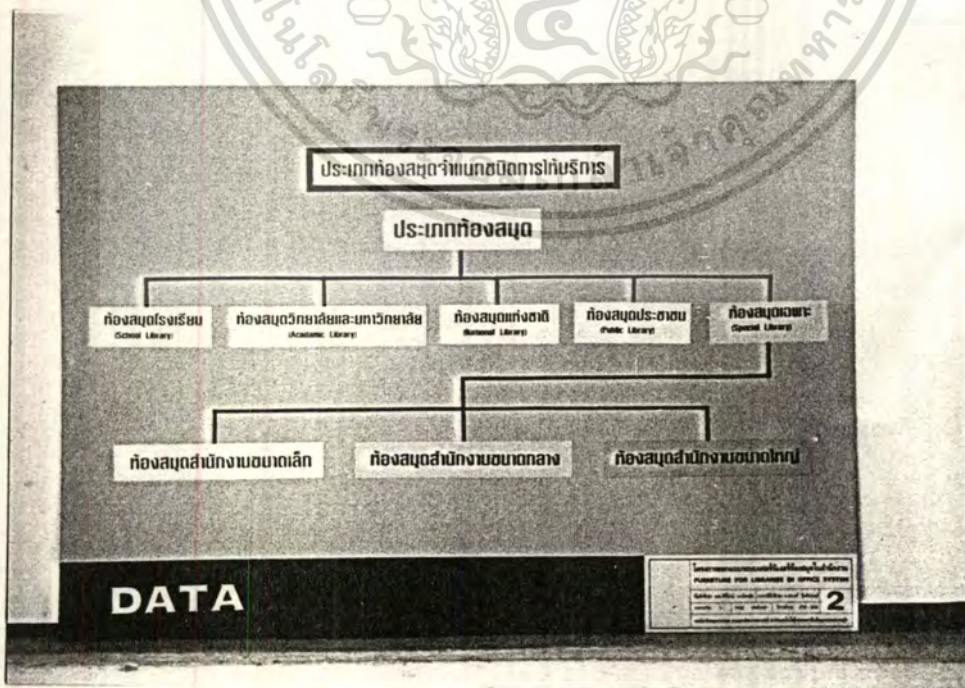 ประเภทห้องสมุดจำแนกชนิดการให้บริการ
ประเภทห้องสมุด
ห้องสมุดโรงเรียน
(School Library)
ห้องสมุดวิทยาลัยและมหาวิทยาลัย
(Academic Library)
ห้องสมุดแห่งชาติ
(National Library)
ห้องสมุดประชาชน
(Public Library)
ห้องสมุดเฉพาะ
(Special Library)
ห้องสมุดสำนักงานขนาดเล็ก
ห้องสมุดสำนักงานขนาดกลาง
ห้องสมุดสำนักงานขนาดใหญ่
DATA
FURNITURE FOR LIBRARIES IN OFFICE SYSTEM
2